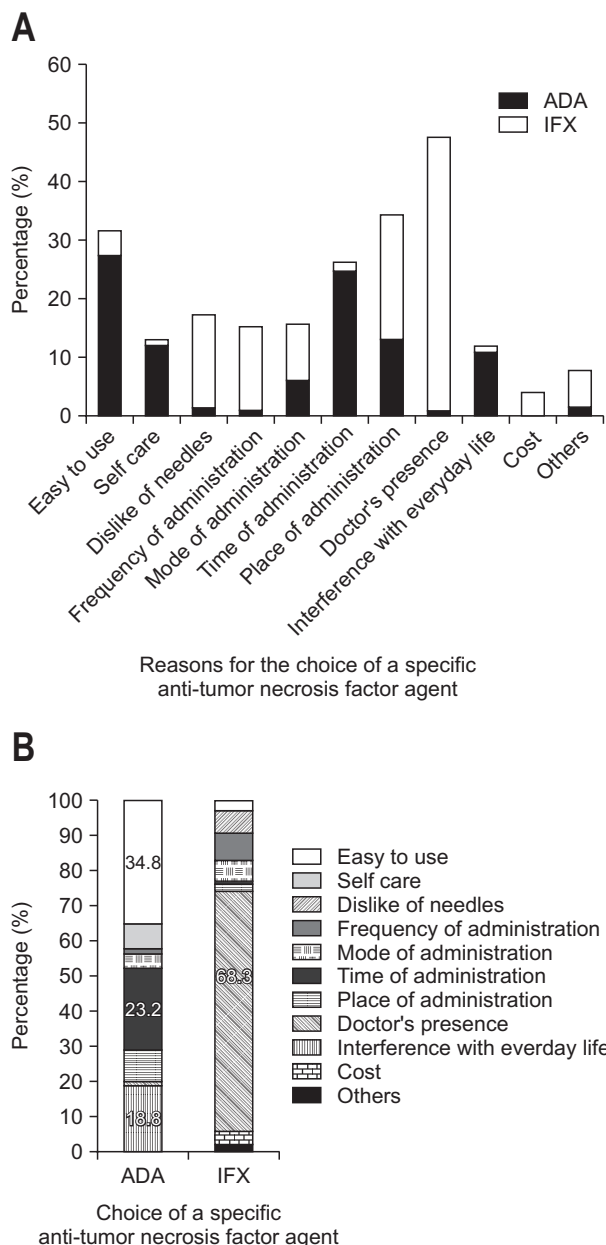 A
60
50
40
30
20
10
0
Percentage (%)
ADA
IFX
Easy to use
Self care
Dislike of needles
Frequency of administration
Mode of administration
Time of administration
Place of administration
Doctor's presence
Interference with everyday life
Cost
Others
Reasons for the choice of a specific
anti-tumor necrosis factor agent
B
100
90
80
70
60
50
40
30
20
10
0
Percentage (%)
34.8
23.2
18.8
68.3
ADA
IFX
Easy to use
Self care
Dislike of needles
Frequency of administration
Mode of administration
Time of administration
Place of administration
Doctor's presence
Interference with everday life
Cost
Others
Choice of a specific
anti-tumor necrosis factor agent